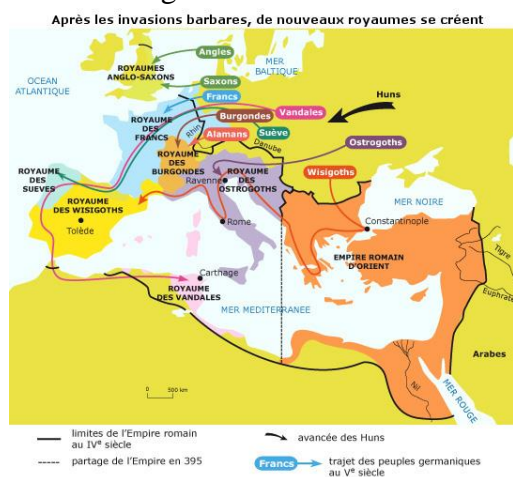 Après les invasions barbares, de nouveaux royaumes se créent
Angles
ROYAUMES
ANGLO-SAXONS
MER
BALTIQUE
OCEAN
ATLANTIQUE
Saxons
Francs
Huns
ROYAUME
DES
FRANCS
Vandales
Burgondes
Rhin
Alamans
Suève
Danube
Ostrogoths
ROYAUME
DES
SUEVES
ROYAUME
DES
BURGONDES
Ravenne
ROYAUME
DES
OSTROGOTHS
Wisigoths
ROYAUME
DES WISIGOTHS
Tolède
Rome
MER NOIRE
Constantinople
EMPIRE ROMAIN
D'ORIENT
Tigre
Euphrate
Carthage
ROYAUME
DES VANDALES
MER MEDITERRANEE
Arabes
Nil
MER ROUGE
0 300 km
limites de l'Empire romain
au IVe siècle
avancée des Huns
partage de l'Empire en 395
Francs
trajet des peuples germaniques
au Ve siècle